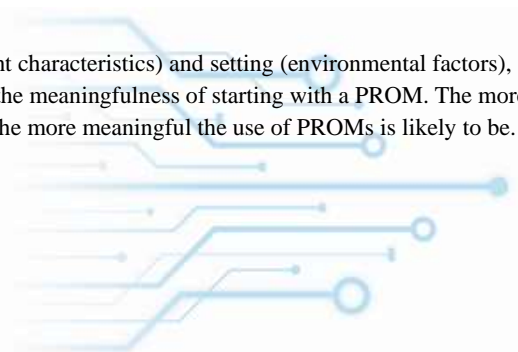 nt characteristics) and setting (environmental factors),
the meaningfulness of starting with a PROM. The more
he more meaningful the use of PROMs is likely to be.